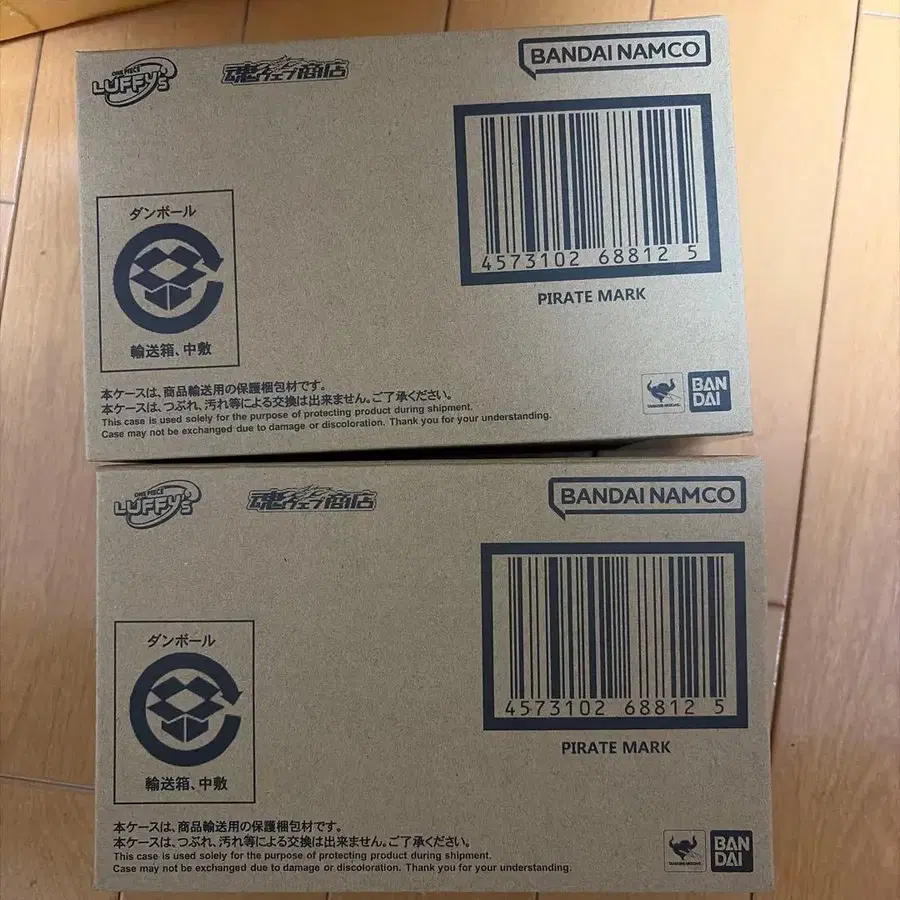 ONE PIECE
LUFFY's
魂ウェブ商店
BANDAI NAMCO
4573102 68812 5
PIRATE MARK
ダンボール
輸送箱、中敷
本ケースは、商品輸送用の保護梱包材です。
本ケースは、つぶれ、汚れ等による交換は出来ません。ご了承ください。
This case is used solely for the purpose of protecting product during shipment.
Case may not be exchanged due to damage or discoloration. Thank you for your understanding.
TAMASHII NATIONS
BAN
DAI
ONE PIECE
LUFFY's
魂ウェブ商店
BANDAI NAMCO
4573102 68812 5
PIRATE MARK
ダンボール
輸送箱、中敷
本ケースは、商品輸送用の保護梱包材です。
本ケースは、つぶれ、汚れ等による交換は出来ません。ご了承ください。
This case is used solely for the purpose of protecting product during shipment.
Case may not be exchanged due to damage or discoloration. Thank you for your understanding.
TAMASHII NATIONS
BAN
DAI